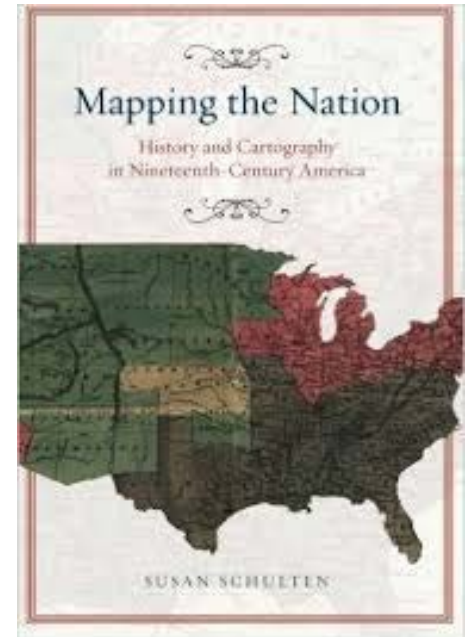 Mapping the Nation
History and Cartography
in Nineteenth-Century America
SUSAN SCHULTEN